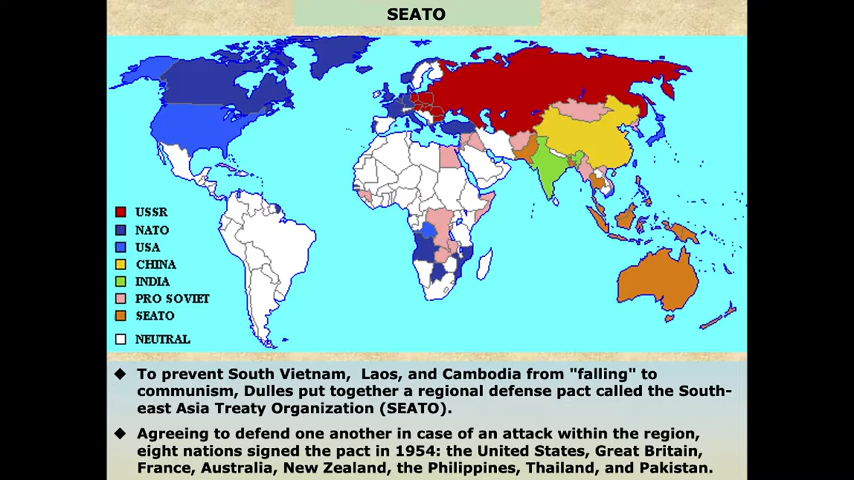 SEATO
USSR
NATO
USA
CHINA
INDIA
PRO SOVIET
SEATO
NEUTRAL
◆ To prevent South Vietnam, Laos, and Cambodia from "falling" to
communism, Dulles put together a regional defense pact called the South-
east Asia Treaty Organization (SEATO).
◆ Agreeing to defend one another in case of an attack within the region,
eight nations signed the pact in 1954: the United States, Great Britain,
France, Australia, New Zealand, the Philippines, Thailand, and Pakistan.